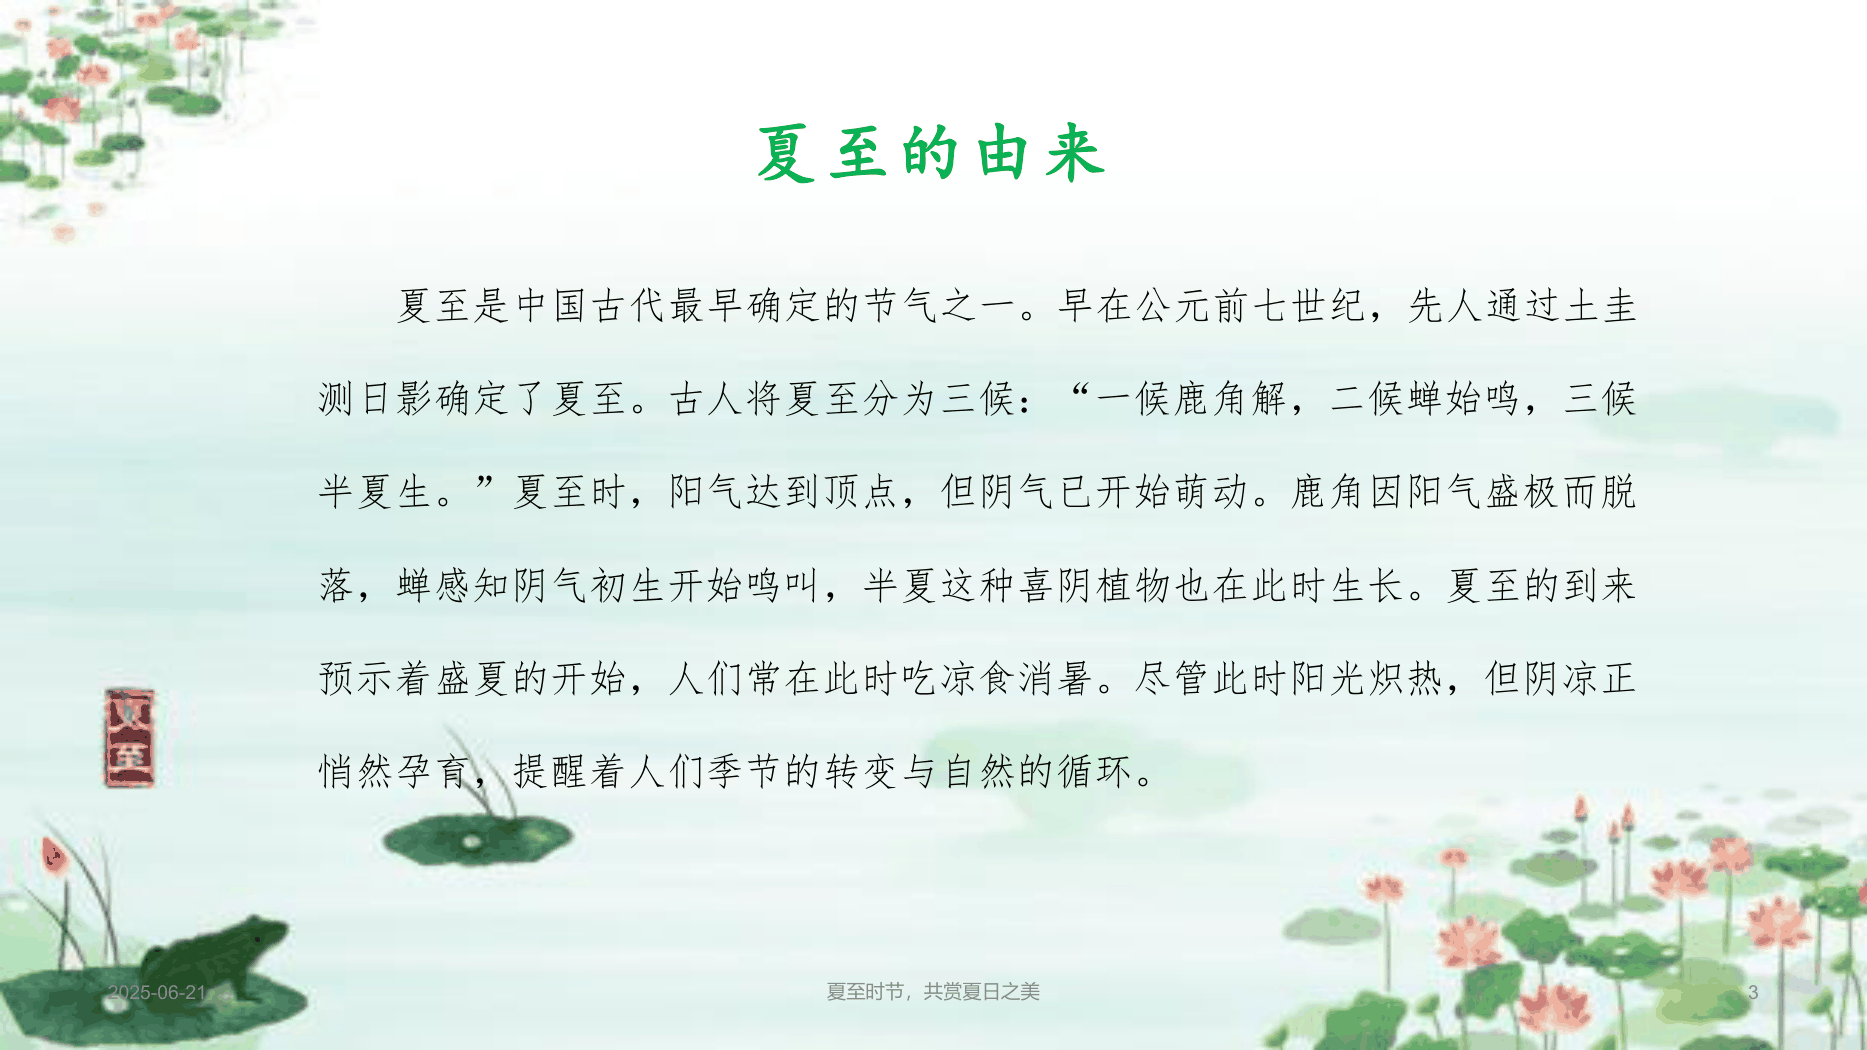 夏至的由来
夏至是中国古代最早确定的节气之一。早在公元前七世纪，先人通过土圭
测日影确定了夏至。古人将夏至分为三候：“一候鹿角解，二候蝉始鸣，三候
半夏生。”夏至时，阳气达到顶点，但阴气已开始萌动。鹿角因阳气盛极而脱
落，蝉感知阴气初生开始鸣叫，半夏这种喜阴植物也在此时生长。夏至的到来
预示着盛夏的开始，人们常在此时吃凉食消暑。尽管此时阳光炽热，但阴凉正
悄然孕育，提醒着人们季节的转变与自然的循环。
夏至
2025-06-21
夏至时节，共赏夏日之美
3